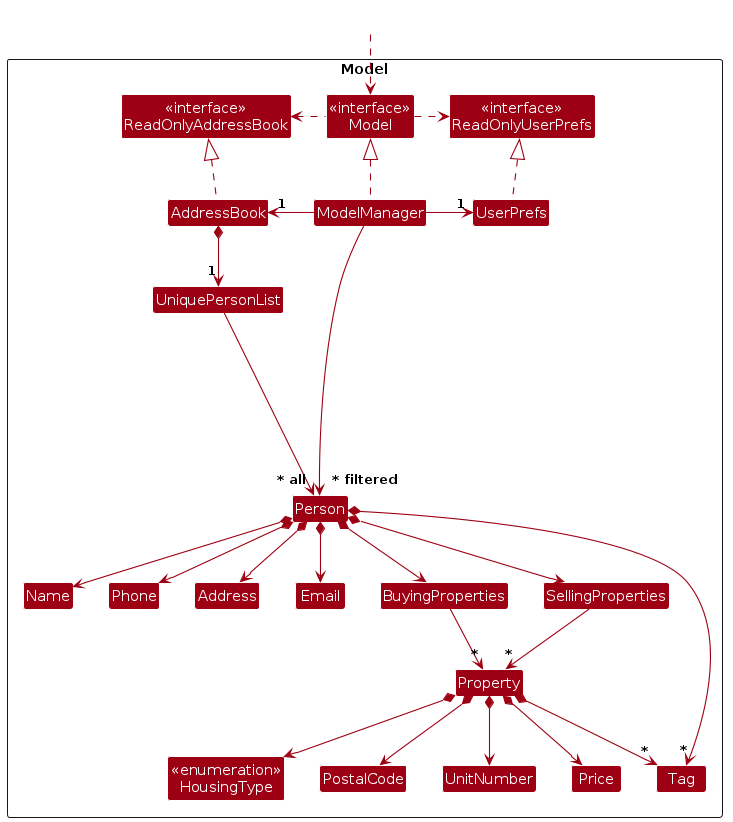 Model
«interface»
ReadOnlyAddressBook
«interface»
Model
«interface»
ReadOnlyUserPrefs
AddressBook
1
ModelManager
1
UserPrefs
1
UniquePersonList
* all
* filtered
Person
Name
Phone
Address
Email
BuyingProperties
SellingProperties
*
*
Property
*
*
«enumeration»
HousingType
PostalCode
UnitNumber
Price
Tag